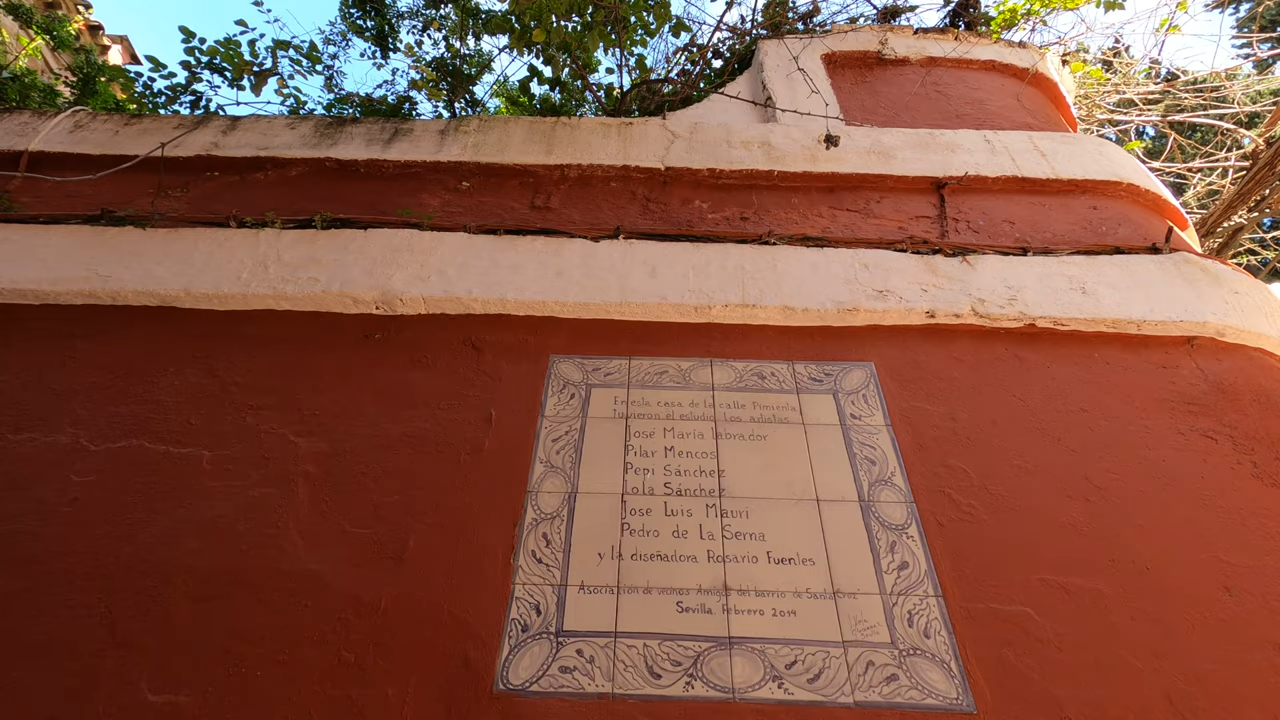 En esta casa de la calle Pimienta
tuvieron el estudio los artistas
José María Labrador
Pilar Mencos
Pepi Sánchez
Lola Sánchez
Jose Luis Mauri
Pedro de La Serna
y la diseñadora Rosario Fuentes
Asociación de vecinos "Amigos del barrio de Santa Cruz"
Sevilla. Febrero 2014